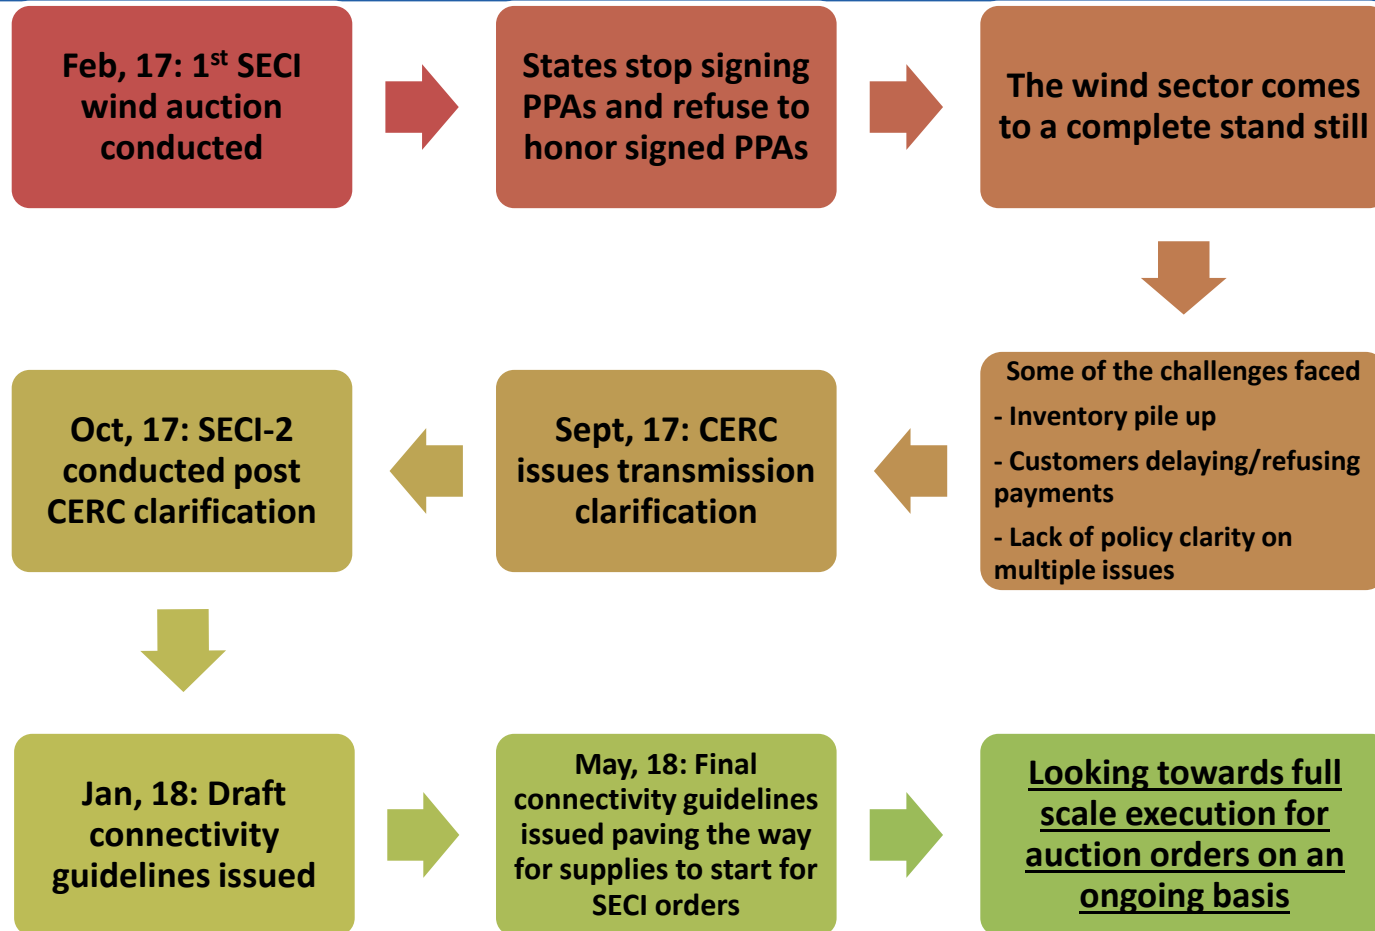 Feb, 17: 1st SECI
wind auction
conducted
States stop signing
PPAs and refuse to
honor signed PPAs
The wind sector comes
to a complete stand still
Some of the challenges faced
- Inventory pile up
- Customers delaying/refusing
payments
- Lack of policy clarity on
multiple issues
Sept, 17: CERC
issues transmission
clarification
Oct, 17: SECI-2
conducted post
CERC clarification
Jan, 18: Draft
connectivity
guidelines issued
May, 18: Final
connectivity guidelines
issued paving the way
for supplies to start for
SECI orders
Looking towards full
scale execution for
auction orders on an
ongoing basis